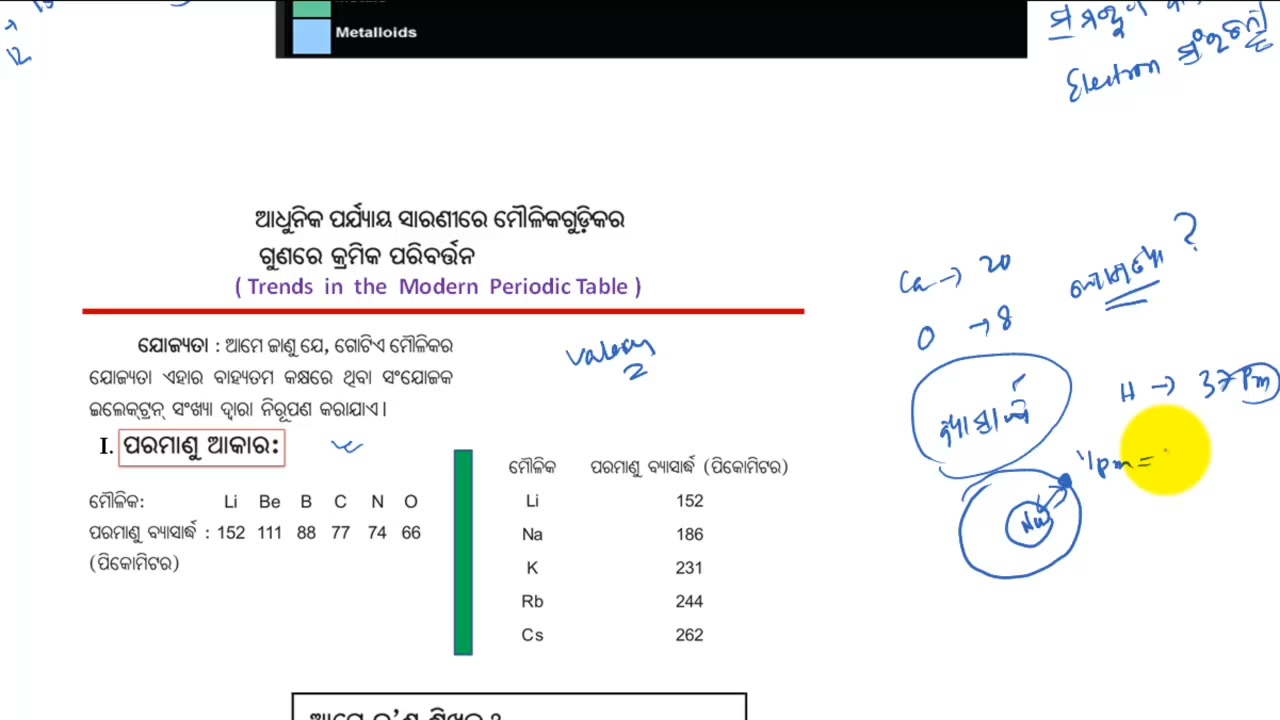 Metalloids
Electron
ଆଧୁନିକ ପର୍ଯ୍ୟାୟ ସାରଣୀରେ ମୌଳିକଗୁଡ଼ିକର
ଗୁଣରେ କ୍ରମିକ ପରିବର୍ତ୍ତନ
( Trends in the Modern Periodic Table )
ଯୋଜ୍ୟତା : ଆମେ ଜାଣୁ ଯେ, ଗୋଟିଏ ମୌଳିକର
ଯୋଜ୍ୟତା ଏହାର ବାହ୍ୟତମ କକ୍ଷରେ ଥିବା ସଂଯୋଜକ
ଇଲେକ୍ଟ୍ରନ୍ ସଂଖ୍ୟା ଦ୍ୱାରା ନିରୂପଣ କରାଯାଏ।
I. ପରମାଣୁ ଆକାର:
ମୌଳିକ: Li Be B C N O
ପରମାଣୁ ବ୍ୟାସାର୍ଦ୍ଧ : 152 111 88 77 74 66
(ପିକୋମିଟର)
ମୌଳିକ ପରମାଣୁ ବ୍ୟାସାର୍ଦ୍ଧ (ପିକୋମିଟର)
Li 152
Na 186
K 231
Rb 244
Cs 262
2
Ca → 20
O → 8
?
H → 37 Pm
1pm =
Nu